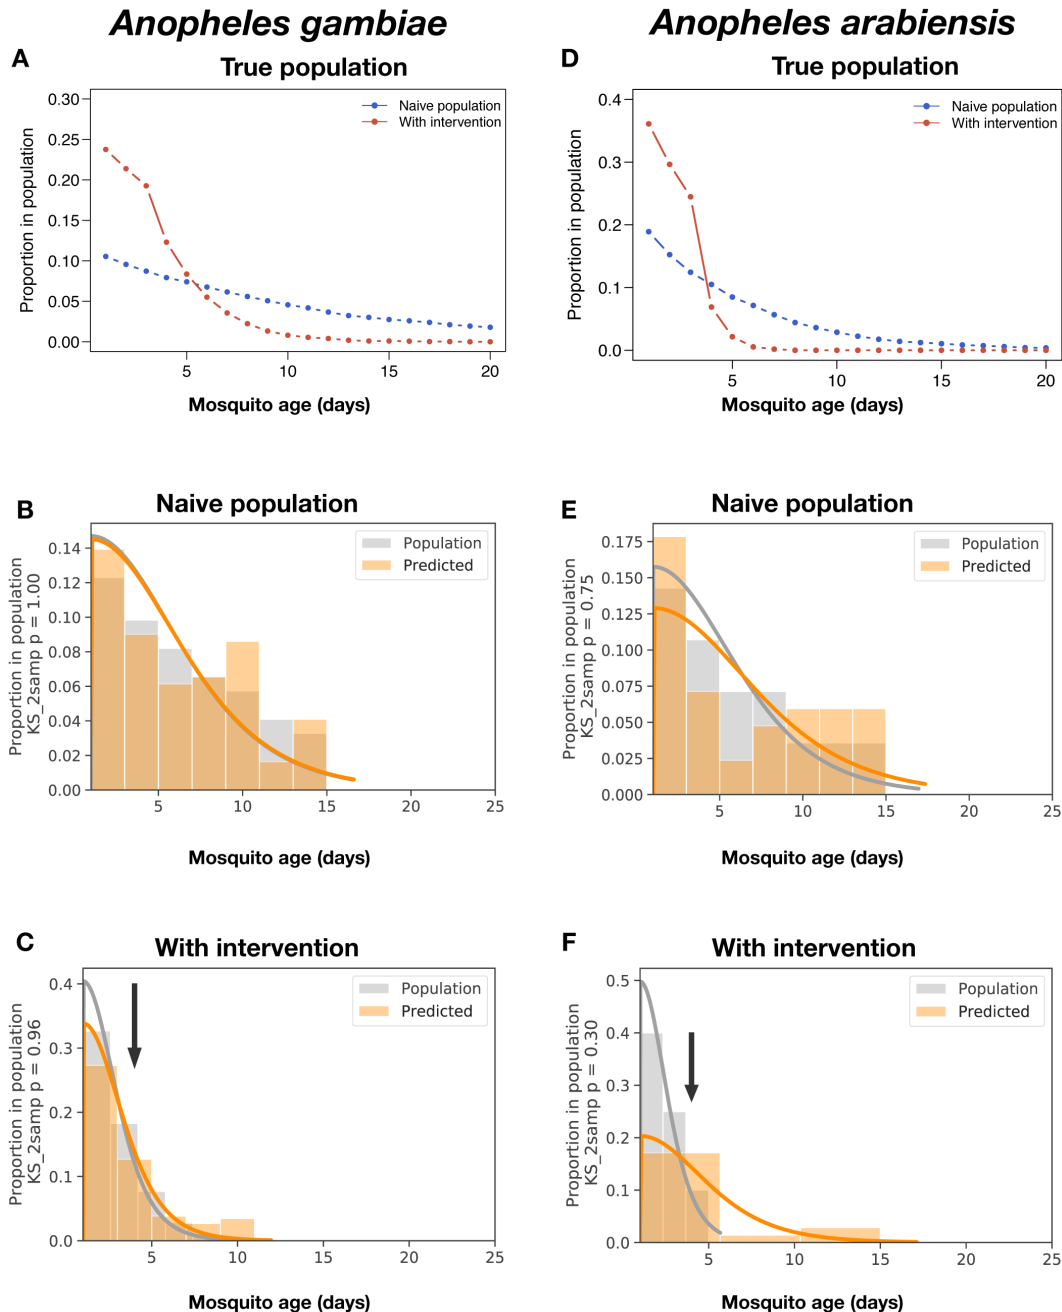 Anopheles gambiae
Anopheles arabiensis
A
True population
0.30
0.25
0.20
0.15
0.10
0.05
0.00
Proportion in population
Naive population
With intervention
5
10
15
20
Mosquito age (days)
D
True population
0.4
0.3
0.2
0.1
0.0
Proportion in population
Naive population
With intervention
5
10
15
20
Mosquito age (days)
B
Naive population
0.14
0.12
0.10
0.08
0.06
0.04
0.02
0.00
Proportion in population
KS_2samp p = 1.00
Population
Predicted
5
10
15
20
25
Mosquito age (days)
E
Naive population
0.175
0.150
0.125
0.100
0.075
0.050
0.025
0.000
Proportion in population
KS_2samp p = 0.75
Population
Predicted
5
10
15
20
25
Mosquito age (days)
C
With intervention
0.4
0.3
0.2
0.1
0.0
Proportion in population
KS_2samp p = 0.96
Population
Predicted
5
10
15
20
25
Mosquito age (days)
F
With intervention
0.5
0.4
0.3
0.2
0.1
0.0
Proportion in population
KS_2samp p = 0.30
Population
Predicted
5
10
15
20
25
Mosquito age (days)